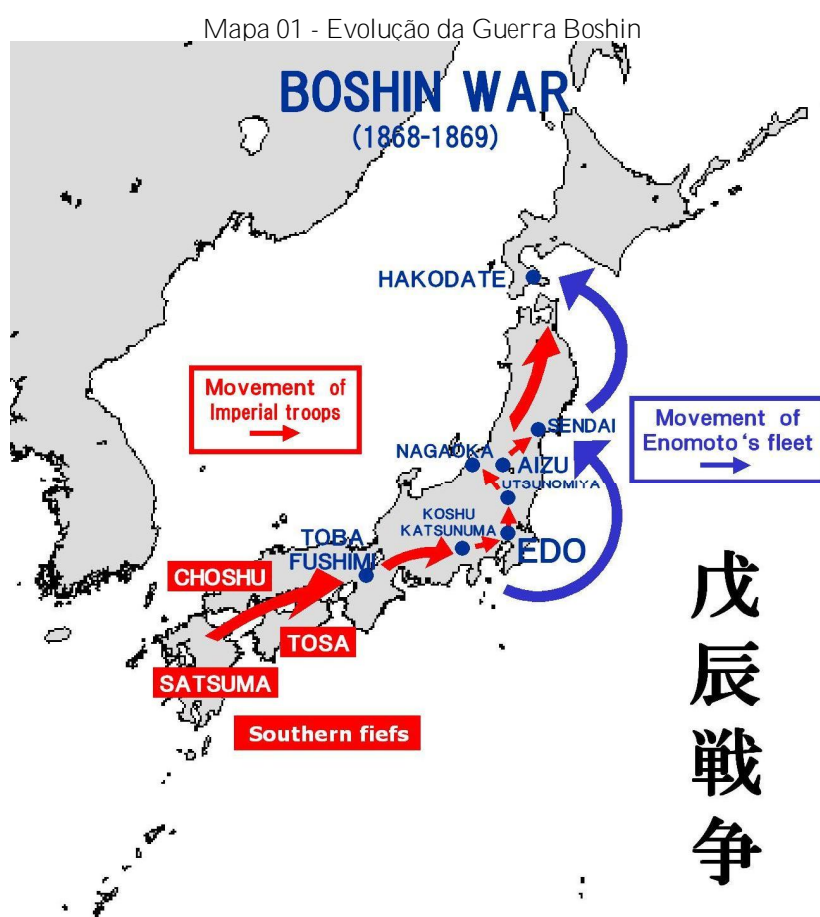 Mapa 01 - Evolução da Guerra Boshin
BOSHIN WAR
(1868-1869)
HAKODATE
Movement of
Imperial troops
Movement of
Enomoto‘s fleet
SENDAI
NAGAOKA
AIZU
UTSUNOMIYA
KOSHU
KATSUNUMA
TOBA
FUSHIMI
EDO
CHOSHU
TOSA
SATSUMA
Southern fiefs
戊辰戦争